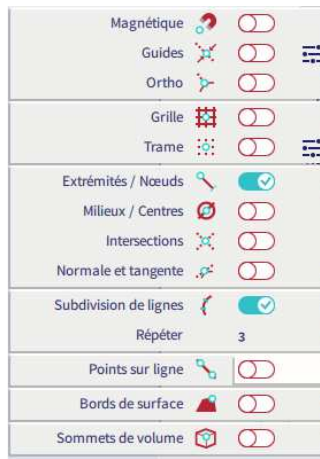 Magnétique
Guides
Ortho
Grille
Trame
Extrémités / Nœuds
Milieux / Centres
Intersections
Normale et tangente
Subdivision de lignes
Répéter 3
Points sur ligne
Bords de surface
Sommets de volume